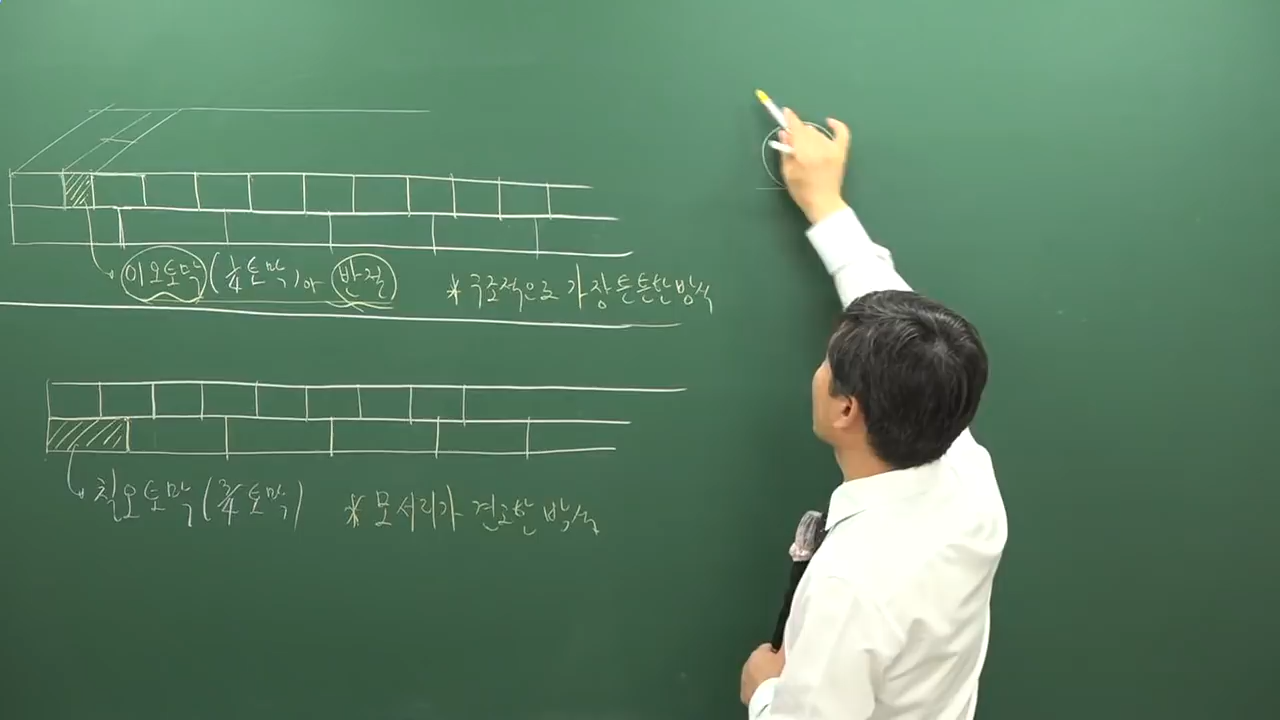 이오토막(1/4토막)아 반절 *구조적으로 가장 튼튼한 방식
칠오토막(3/4토막) *모서리가 견고한 방식